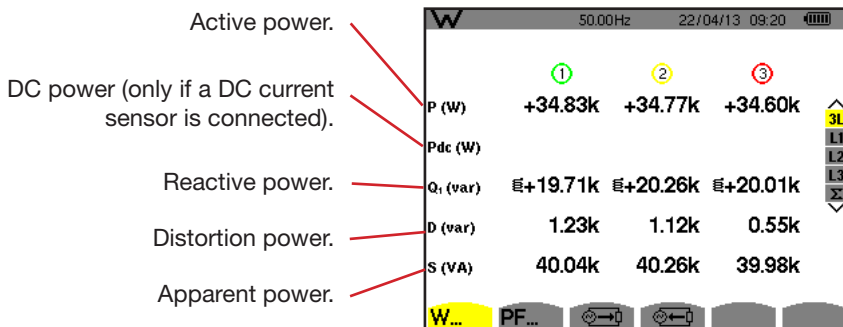 Active power.
DC power (only if a DC current
sensor is connected).
Reactive power.
Distortion power.
Apparent power.
W 50.00Hz 22/04/13 09:20
1 2 3
P (W) +34.83k +34.77k +34.60k
Pdc (W)
Q₁ (var) +19.71k +20.26k +20.01k
D (var) 1.23k 1.12k 0.55k
S (VA) 40.04k 40.26k 39.98k
3L
L1
L2
L3
Σ
W... PF...